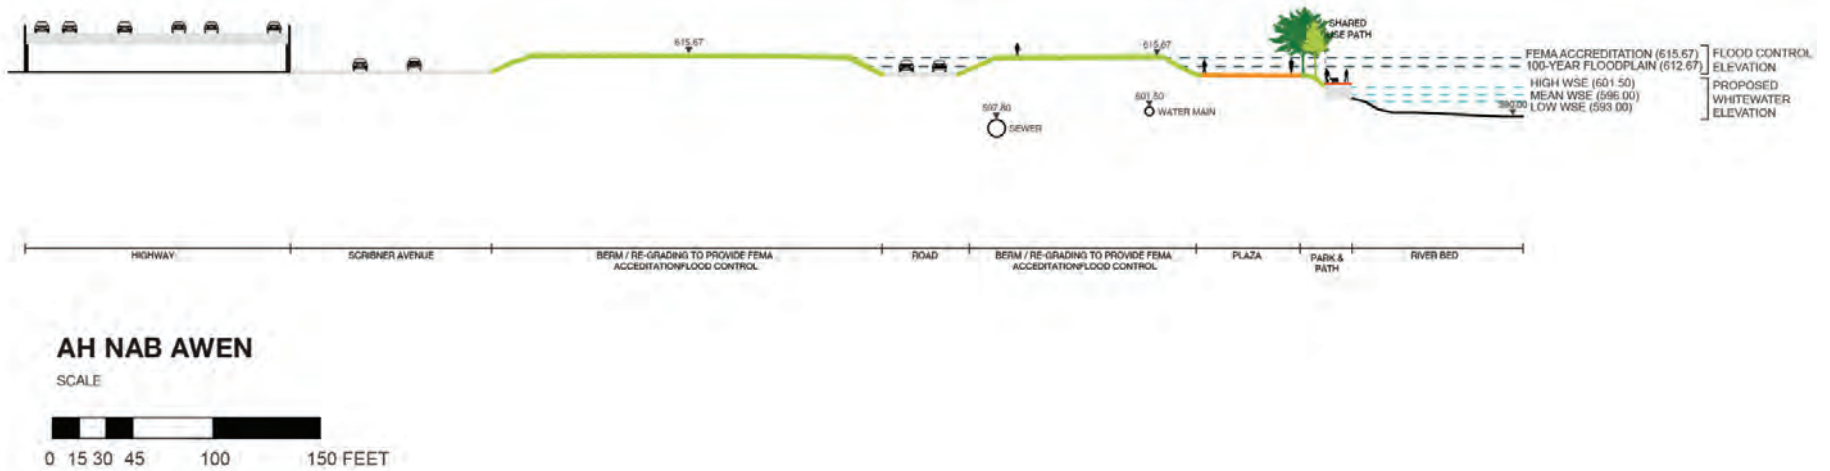 SHARED
USE PATH
615.67
615.67
FEMA ACCREDITATION (615.67)
100-YEAR FLOODPLAIN (612.67)
FLOOD CONTROL
ELEVATION
HIGH WSE (601.50)
MEAN WSE (596.00)
LOW WSE (593.00)
PROPOSED
WHITEWATER
ELEVATION
590.00
597.80
SEWER
601.50
WATER MAIN
HIGHWAY
SCRIBNER AVENUE
BERM / RE-GRADING TO PROVIDE FEMA
ACCEDITATION/FLOOD CONTROL
ROAD
BERM / RE-GRADING TO PROVIDE FEMA
ACCEDITATION/FLOOD CONTROL
PLAZA
PARK &
PATH
RIVER BED
AH NAB AWEN
SCALE
0 15 30 45 100 150 FEET